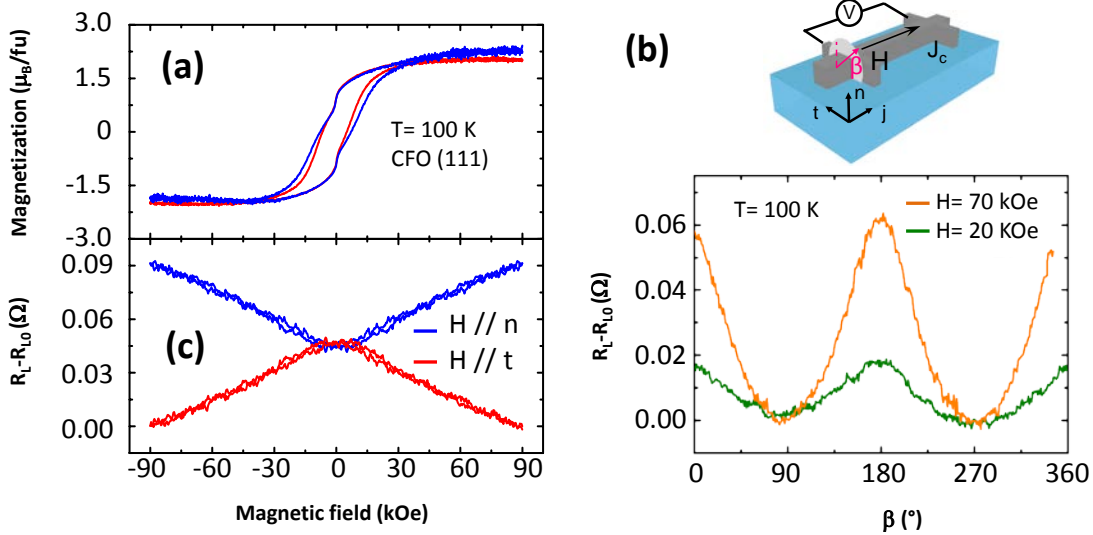 (a)
T= 100 K
CFO (111)
Magnetization (μB/fu)
3.0
1.5
0
-1.5
-3.0
(c)
H // n
H // t
RL-RL0 (Ω)
0.09
0.06
0.03
0.00
-90 -60 -30 0 30 60 90
Magnetic field (kOe)
(b)
V
β
H
Jc
n
t
j
T= 100 K
H= 70 kOe
H= 20 KOe
RL-RL0 (Ω)
0.06
0.04
0.02
0.00
0 90 180 270 360
β (°)